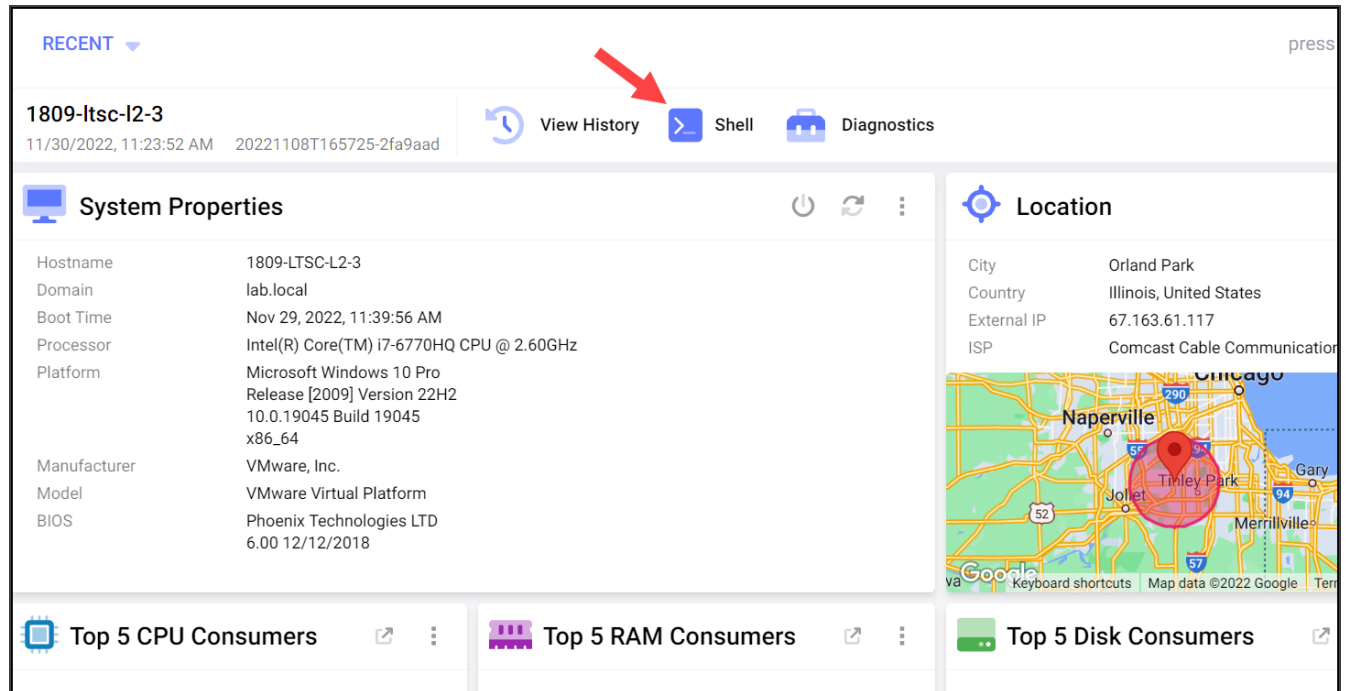 RECENT
press
1809-ltsc-l2-3
11/30/2022, 11:23:52 AM 20221108T165725-2fa9aad
View History
Shell
Diagnostics
System Properties
Hostname 1809-LTSC-L2-3
Domain lab.local
Boot Time Nov 29, 2022, 11:39:56 AM
Processor Intel(R) Core(TM) i7-6770HQ CPU @ 2.60GHz
Platform Microsoft Windows 10 Pro
Release [2009] Version 22H2
10.0.19045 Build 19045
x86_64
Manufacturer VMware, Inc.
Model VMware Virtual Platform
BIOS Phoenix Technologies LTD
6.00 12/12/2018
Location
City Orland Park
Country Illinois, United States
External IP 67.163.61.117
ISP Comcast Cable Communication
Chicago
290
Naperville
55
94
Tinley Park
Gary
Joliet
94
52
Merrillville
57
wa
Google
Keyboard shortcuts Map data ©2022 Google Terr
Top 5 CPU Consumers
Top 5 RAM Consumers
Top 5 Disk Consumers